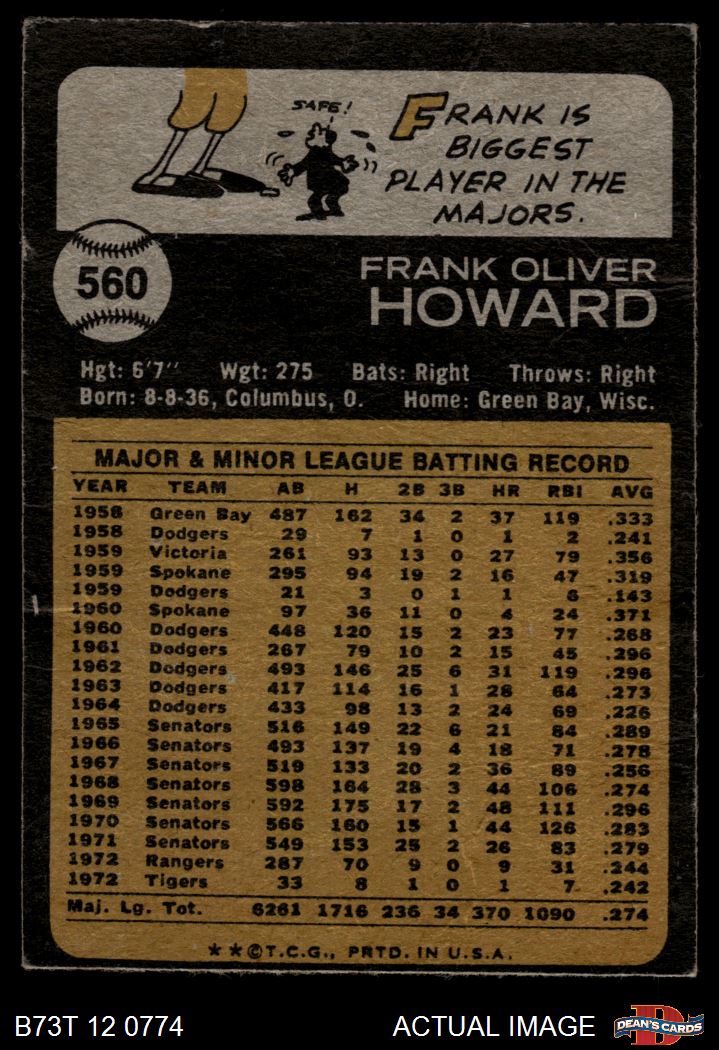 SAFE!
FRANK IS
BIGGEST
PLAYER IN THE
MAJORS.
560
FRANK OLIVER
HOWARD
Hgt: 6'7" Wgt: 275 Bats: Right Throws: Right
Born: 8-8-36, Columbus, O. Home: Green Bay, Wisc.
MAJOR & MINOR LEAGUE BATTING RECORD
YEAR TEAM AB H 2B 3B HR RBI AVG
1958 Green Bay 487 162 34 2 37 119 .333
1958 Dodgers 29 7 1 0 1 2 .241
1959 Victoria 261 93 13 0 27 79 .356
1959 Spokane 295 94 19 2 16 47 .319
1959 Dodgers 21 3 0 1 1 6 .143
1960 Spokane 97 36 11 0 4 24 .371
1960 Dodgers 448 120 15 2 23 77 .268
1961 Dodgers 267 79 10 2 15 45 .296
1962 Dodgers 493 146 25 6 31 119 .296
1963 Dodgers 417 114 16 1 28 64 .273
1964 Dodgers 433 98 13 2 24 69 .226
1965 Senators 516 149 22 6 21 84 .289
1966 Senators 493 137 19 4 18 71 .278
1967 Senators 519 133 20 2 36 89 .256
1968 Senators 598 164 28 3 44 106 .274
1969 Senators 592 175 17 2 48 111 .296
1970 Senators 566 160 15 1 44 126 .283
1971 Senators 549 153 25 2 26 83 .279
1972 Rangers 287 70 9 0 9 31 .244
1972 Tigers 33 8 1 0 1 7 .242
Maj. Lg. Tot. 6261 1716 236 34 370 1090 .274
★★©T.C.G., PRTD. IN U.S.A.
B73T 12 0774 ACTUAL IMAGE
D
DEAN'S CARDS